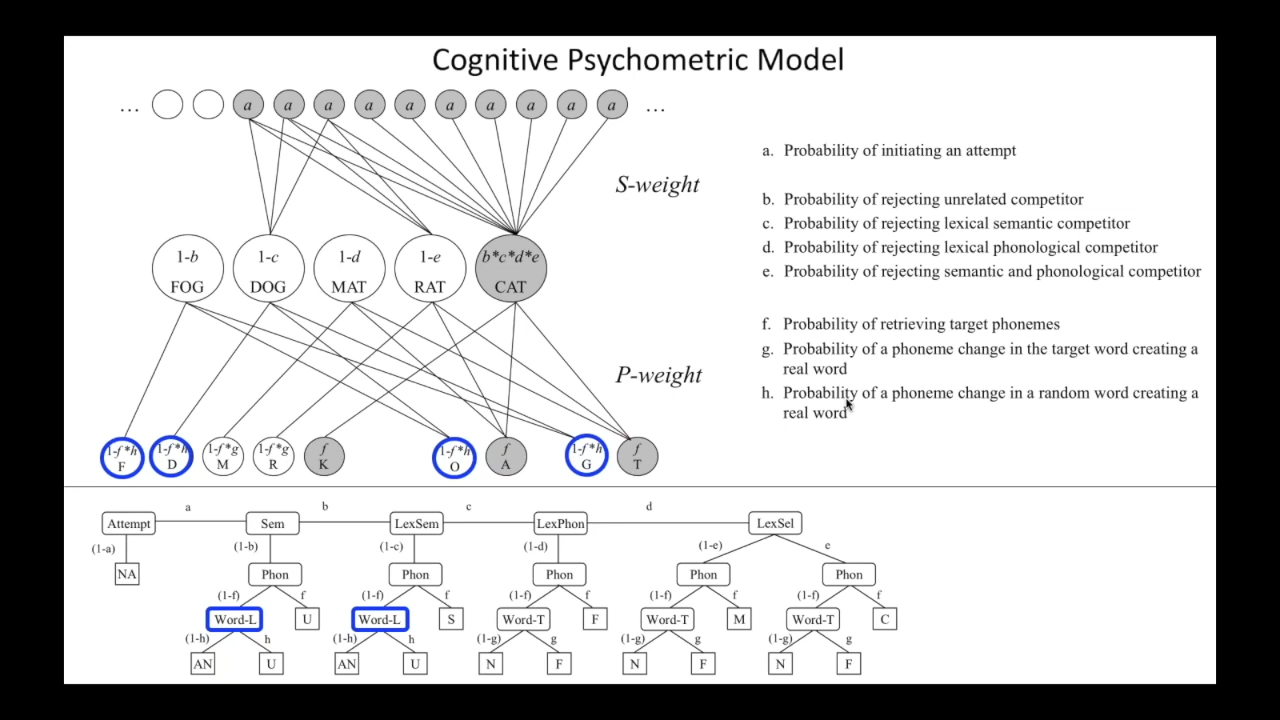 Cognitive Psychometric Model
… a a a a a a a a a a …
S-weight
a. Probability of initiating an attempt
b. Probability of rejecting unrelated competitor
c. Probability of rejecting lexical semantic competitor
d. Probability of rejecting lexical phonological competitor
e. Probability of rejecting semantic and phonological competitor
1-b 1-c 1-d 1-e b*c*d*e
FOG DOG MAT RAT CAT
P-weight
f. Probability of retrieving target phonemes
g. Probability of a phoneme change in the target word creating a
real word
h. Probability of a phoneme change in a random word creating a
real word
1-f*h 1-f*h 1-f*g 1-f*g f 1-f*h f 1-f*h f
F D M R K O A G T
a b c d
Attempt Sem LexSem LexPhon LexSel
(1-a) (1-b) (1-c) (1-d) (1-e) e
NA Phon Phon Phon Phon Phon
(1-f) f (1-f) f (1-f) f (1-f) f (1-f) f
Word-L U Word-L S Word-T F Word-T M Word-T C
(1-h) h (1-h) h (1-g) g (1-g) g (1-g) g
AN U AN U N F N F N F